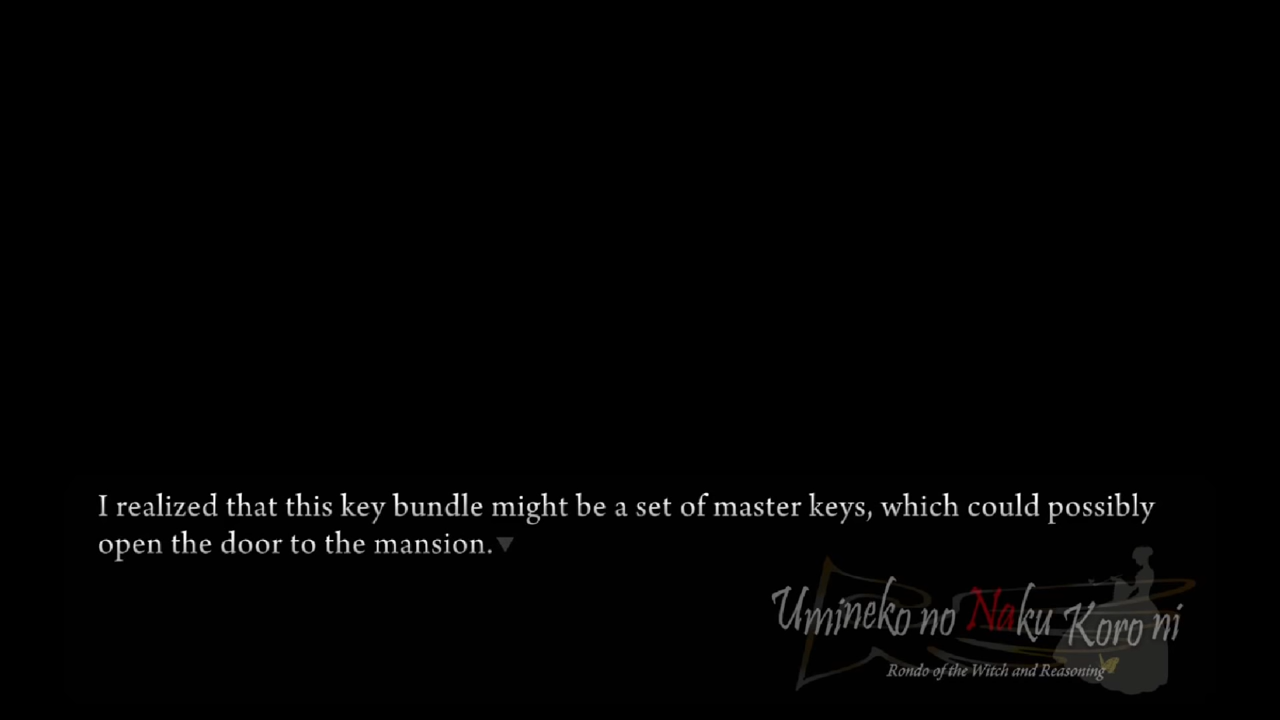 I realized that this key bundle might be a set of master keys, which could possibly
open the door to the mansion.
Umineko no Naku Koro ni
Rondo of the Witch and Reasoning